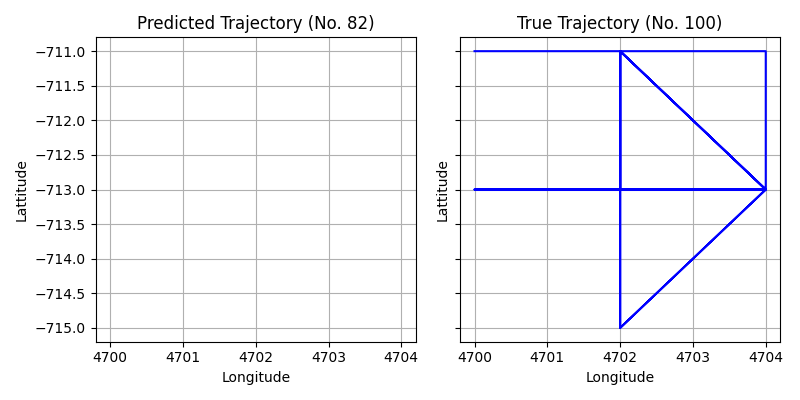 Predicted Trajectory (No. 82)
−711.0
−711.5
−712.0
−712.5
−713.0
−713.5
−714.0
−714.5
−715.0
Lattitude
4700 4701 4702 4703 4704
Longitude
True Trajectory (No. 100)
Lattitude
4700 4701 4702 4703 4704
Longitude